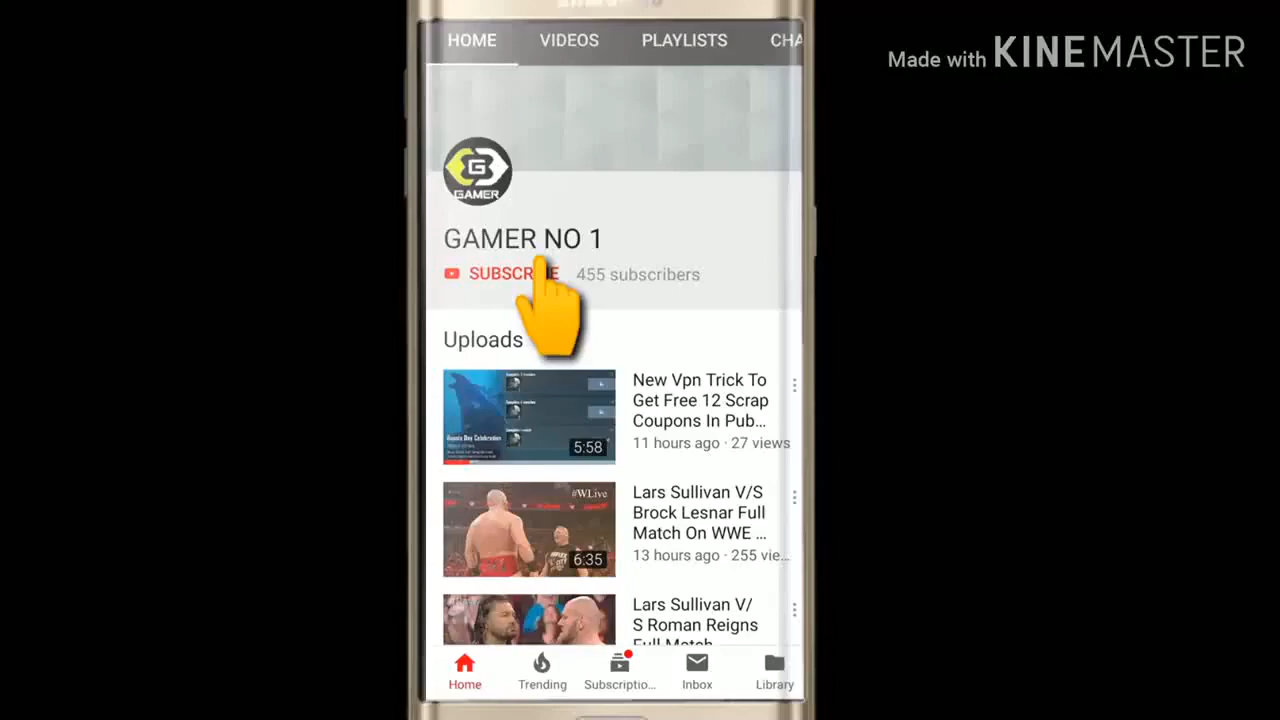 HOME VIDEOS PLAYLISTS CHA
Made with KINEMASTER
G
GAMER
GAMER NO 1
SUBSCRIBE 455 subscribers
Uploads
New Vpn Trick To
Get Free 12 Scrap
Coupons In Pub...
11 hours ago · 27 views
5:58
#WLive
Lars Sullivan V/S
Brock Lesnar Full
Match On WWE ...
13 hours ago · 255 vie...
6:35
Lars Sullivan V/
S Roman Reigns
Full Match
Home Trending Subscriptio... Inbox Library